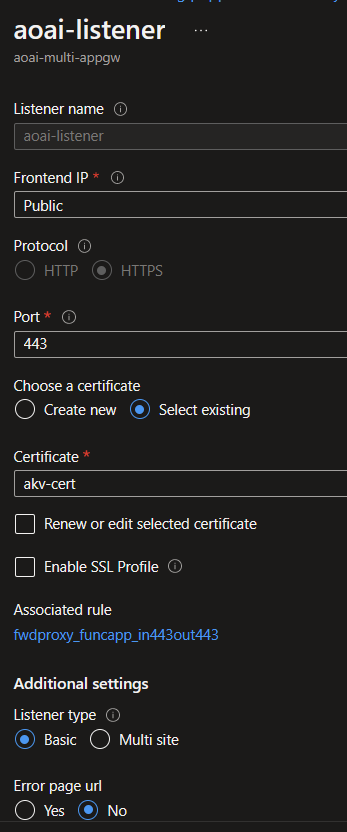 aoai-listener ...
aoai-multi-appgw
Listener name
aoai-listener
Frontend IP *
Public
Protocol
HTTP HTTPS
Port *
443
Choose a certificate
Create new Select existing
Certificate *
akv-cert
Renew or edit selected certificate
Enable SSL Profile
Associated rule
fwdproxy_funcapp_in443out443
Additional settings
Listener type
Basic Multi site
Error page url
Yes No